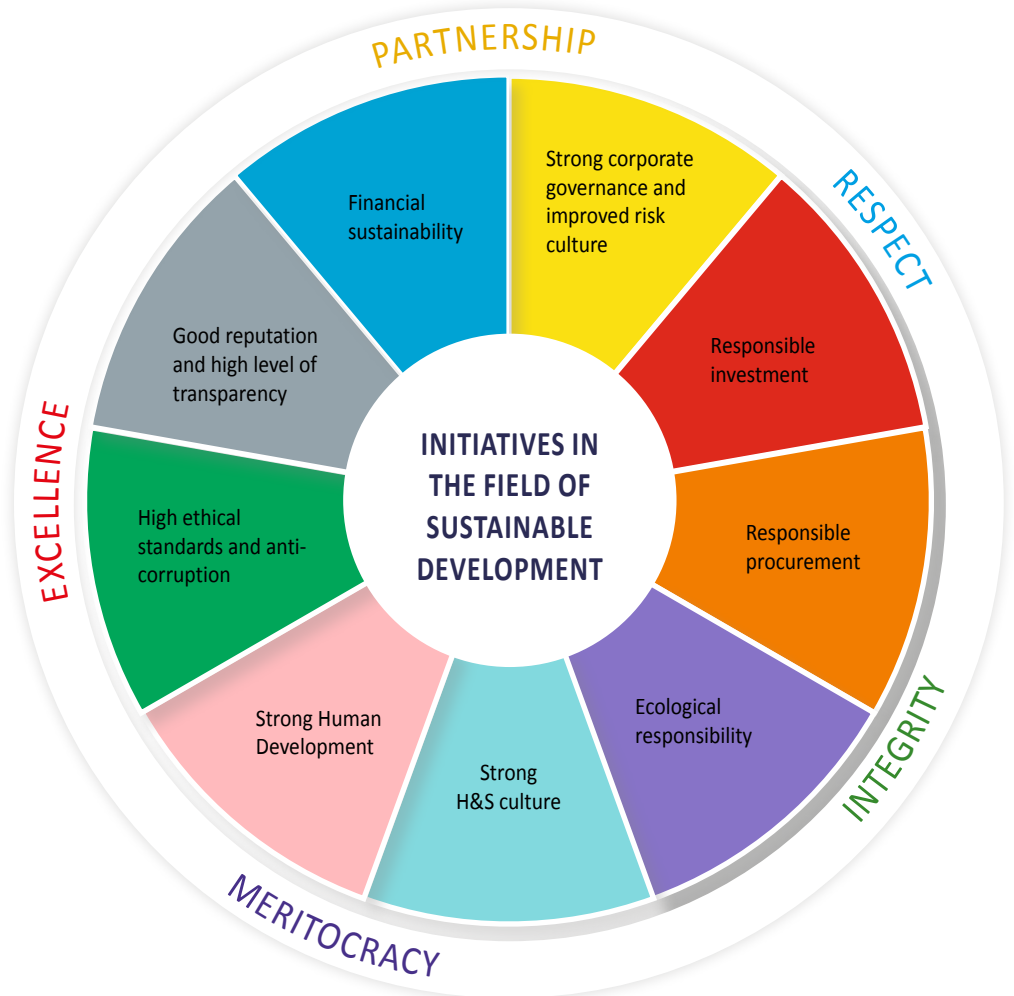 PARTNERSHIP
RESPECT
INTEGRITY
MERITOCRACY
EXCELLENCE
Strong corporate
governance and
improved risk
culture
Responsible
investment
Responsible
procurement
Ecological
responsibility
Strong
H&S culture
Strong Human
Development
High ethical
standards and anti-
corruption
Good reputation
and high level of
transparency
Financial
sustainability
INITIATIVES IN
THE FIELD OF
SUSTAINABLE
DEVELOPMENT